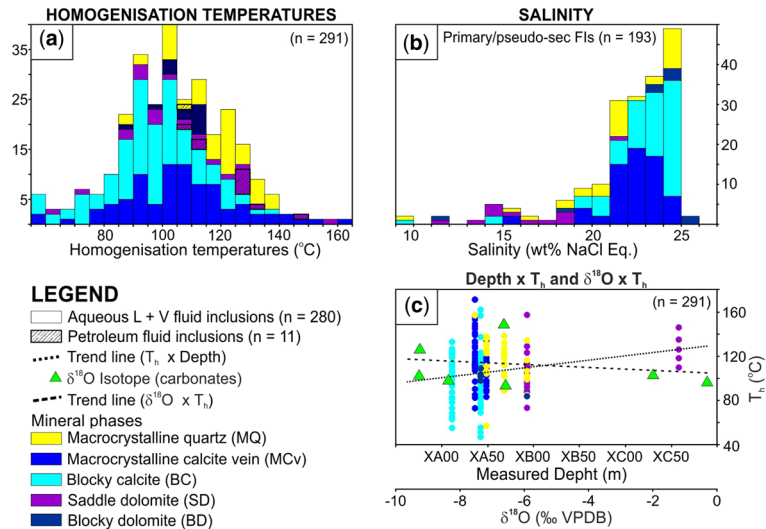 HOMOGENISATION TEMPERATURES
(a)
(n = 291)
35
25
15
5
80 100 120 140 160
Homogenisation temperatures (°C)
SALINITY
(b)
Primary/pseudo-sec FIs (n = 193)
40
30
20
10
10 15 20 25
Salinity (wt% NaCl Eq.)
LEGEND
Aqueous L + V fluid inclusions (n = 280)
Petroleum fluid inclusions (n = 11)
Trend line (Th x Depth)
δ18O Isotope (carbonates)
Trend line (δ18O x Th)
Mineral phases
Macrocrystalline quartz (MQ)
Macrocrystalline calcite vein (MCv)
Blocky calcite (BC)
Saddle dolomite (SD)
Blocky dolomite (BD)
Depth x Th and δ18O x Th
(c)
(n = 291)
160
120
80
40
Th (°C)
XA00 XA50 XB00 XB50 XC00 XC50
Measured Depht (m)
-10 -8 -6 -4 -2 0
δ18O (‰ VPDB)